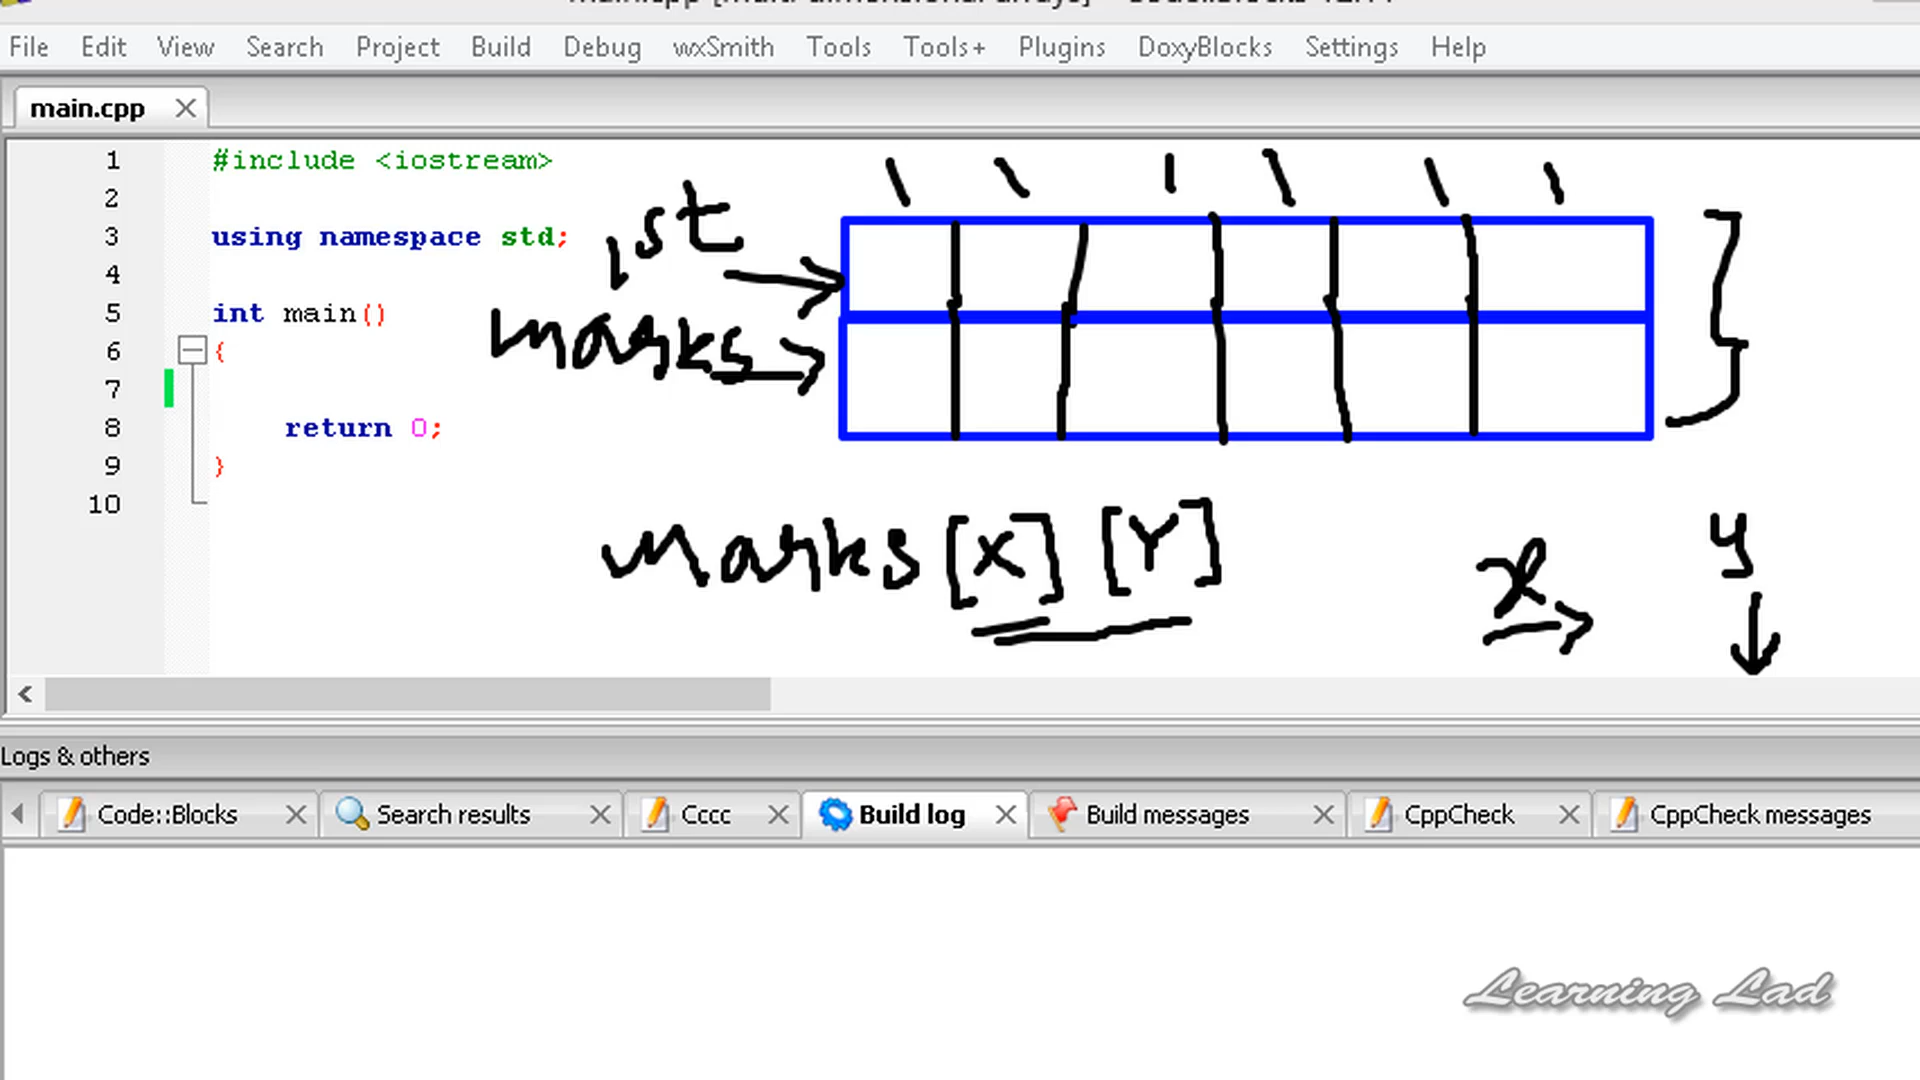 File Edit View Search Project Build Debug wxSmith Tools Tools+ Plugins DoxyBlocks Settings Help
main.cpp
1 #include <iostream>
2
3 using namespace std;
4
5 int main()
6 {
7
8 return 0;
9 }
10
1st
marks
marks[X] [Y]
x
y
Logs & others
Code::Blocks Search results Cccc Build log Build messages CppCheck CppCheck messages
Learning Lad